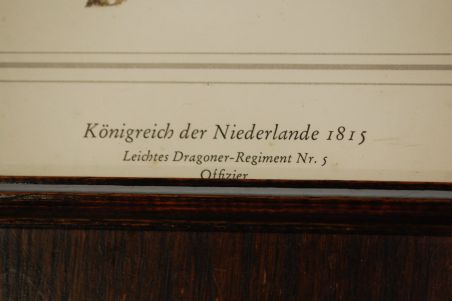 Königreich der Niederlande 1815
Leichtes Dragoner-Regiment Nr. 5
Offizier